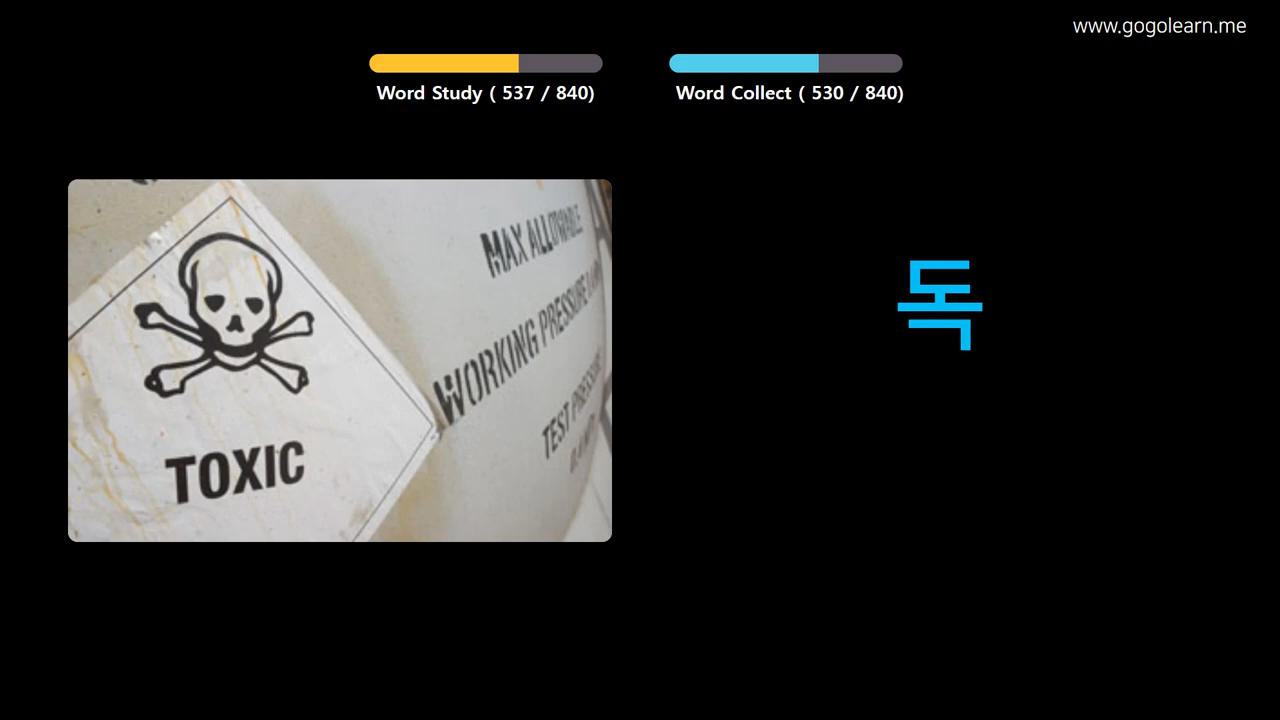 www.gogolearn.me
Word Study ( 537 / 840)
Word Collect ( 530 / 840)
TOXIC
MAX ALLOWABLE
WORKING PRESSURE
TEST PRESSURE
독